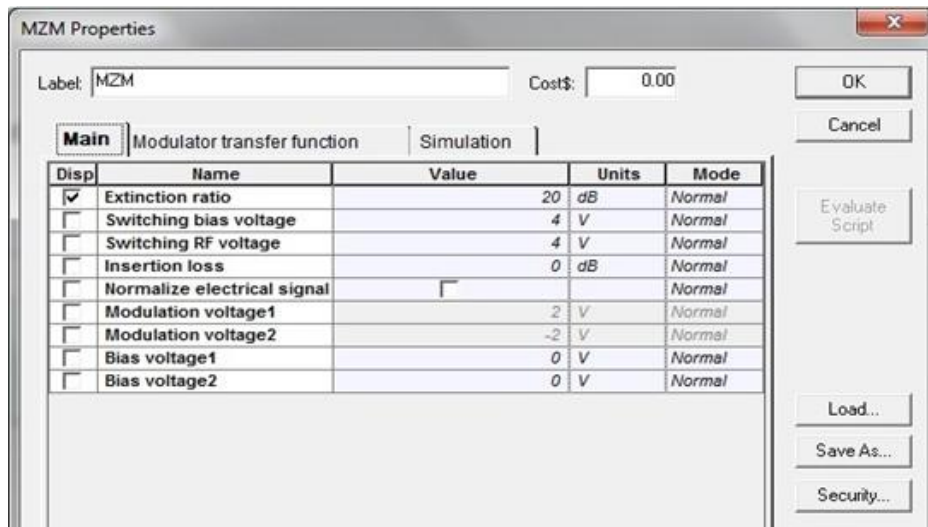 MZM Properties
Label: MZM Cost$: 0.00 OK
Cancel
Main Modulator transfer function Simulation
Disp Name Value Units Mode
Extinction ratio 20 dB Normal
Switching bias voltage 4 V Normal
Switching RF voltage 4 V Normal
Insertion loss 0 dB Normal
Normalize electrical signal Normal
Modulation voltage1 2 V Normal
Modulation voltage2 -2 V Normal
Bias voltage1 0 V Normal
Bias voltage2 0 V Normal
Evaluate
Script
Load...
Save As...
Security...